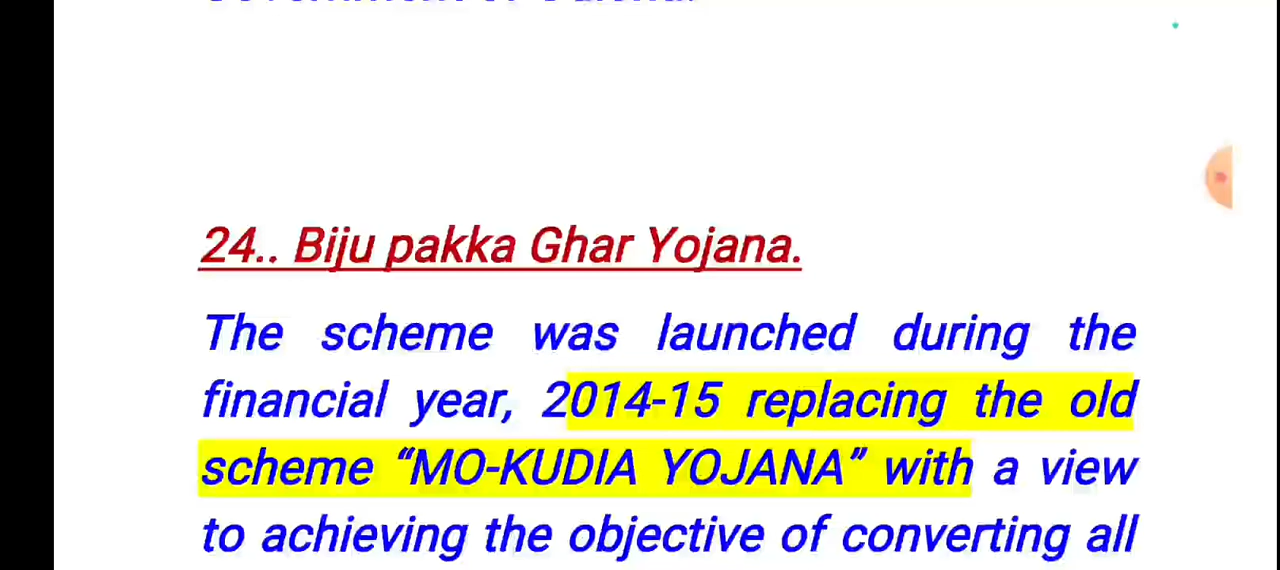 24.. Biju pakka Ghar Yojana.
The scheme was launched during the
financial year, 2014-15 replacing the old
scheme “MO-KUDIA YOJANA” with a view
to achieving the objective of converting all